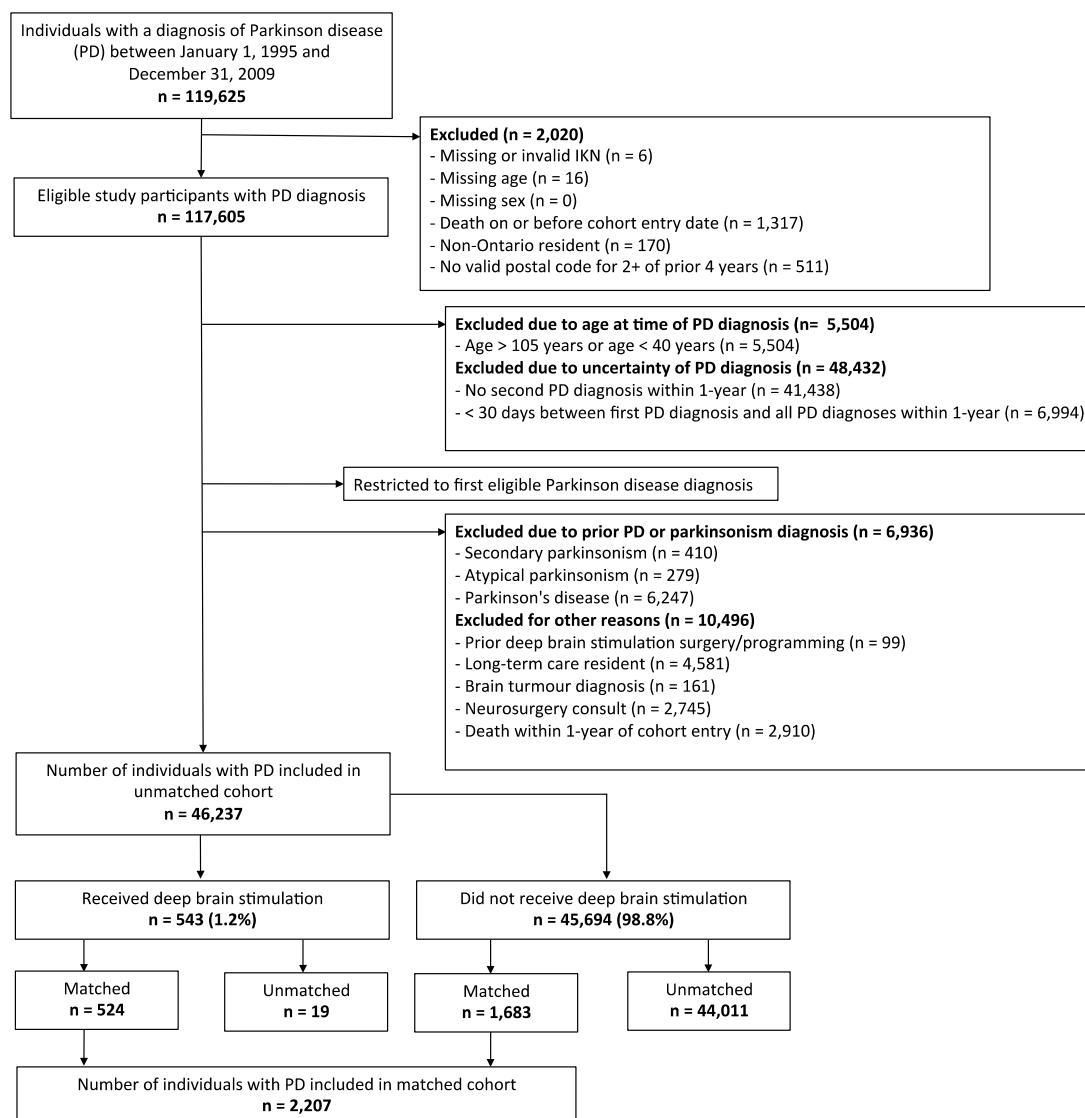 Individuals with a diagnosis of Parkinson disease
(PD) between January 1, 1995 and
December 31, 2009
n = 119,625
Excluded (n = 2,020)
- Missing or invalid IKN (n = 6)
- Missing age (n = 16)
- Missing sex (n = 0)
- Death on or before cohort entry date (n = 1,317)
- Non-Ontario resident (n = 170)
- No valid postal code for 2+ of prior 4 years (n = 511)
Eligible study participants with PD diagnosis
n = 117,605
Excluded due to age at time of PD diagnosis (n=  5,504)
- Age > 105 years or age < 40 years (n = 5,504)
Excluded due to uncertainty of PD diagnosis (n = 48,432)
- No second PD diagnosis within 1-year (n = 41,438)
- < 30 days between first PD diagnosis and all PD diagnoses within 1-year (n = 6,994)
Restricted to first eligible Parkinson disease diagnosis
Excluded due to prior PD or parkinsonism diagnosis (n = 6,936)
- Secondary parkinsonism (n = 410)
- Atypical parkinsonism (n = 279)
- Parkinson's disease (n = 6,247)
Excluded for other reasons (n = 10,496)
- Prior deep brain stimulation surgery/programming (n = 99)
- Long-term care resident (n = 4,581)
- Brain turmour diagnosis (n = 161)
- Neurosurgery consult (n = 2,745)
- Death within 1-year of cohort entry (n = 2,910)
Number of individuals with PD included in
unmatched cohort
n = 46,237
Received deep brain stimulation
n = 543 (1.2%)
Did not receive deep brain stimulation
n = 45,694 (98.8%)
Matched
n = 524
Unmatched
n = 19
Matched
n = 1,683
Unmatched
n = 44,011
Number of individuals with PD included in matched cohort
n = 2,207